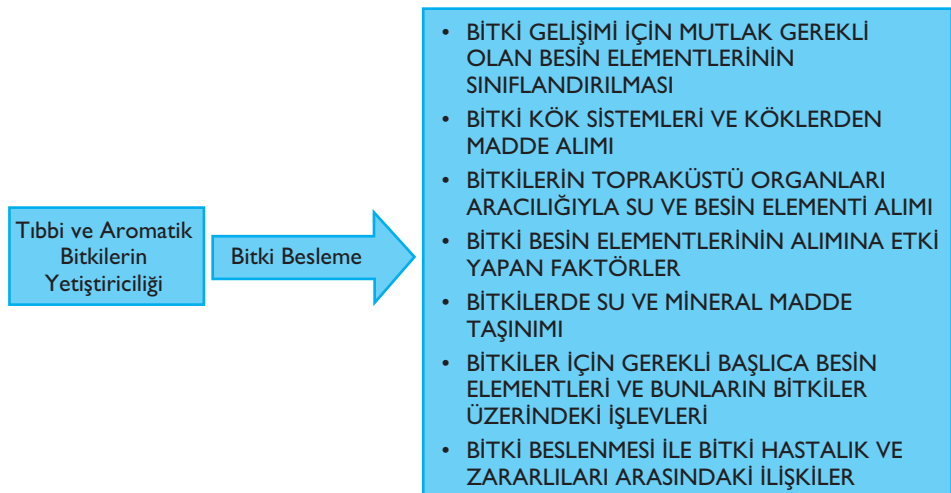 Tıbbi ve Aromatik
Bitkilerin
Yetiştiriciliği
Bitki Besleme
• BİTKİ GELİŞİMİ İÇİN MUTLAK GEREKLİ
OLAN BESİN ELEMENTLERİNİN
SINIFLANDIRILMASI
• BİTKİ KÖK SİSTEMLERİ VE KÖKLERDEN
MADDE ALIMI
• BİTKİLERİN TOPRAKÜSTÜ ORGANLARI
ARACILIĞIYLA SU VE BESİN ELEMENTİ ALIMI
• BİTKİ BESİN ELEMENTLERİNİN ALIMINA ETKİ
YAPAN FAKTÖRLER
• BİTKİLERDE SU VE MİNERAL MADDE
TAŞINIMI
• BİTKİLER İÇİN GEREKLİ BAŞLICA BESİN
ELEMENTLERİ VE BUNLARIN BİTKİLER
ÜZERİNDEKİ İŞLEVLERİ
• BİTKİ BESLENMESİ İLE BİTKİ HASTALIK VE
ZARARLILARI ARASINDAKİ İLİŞKİLER